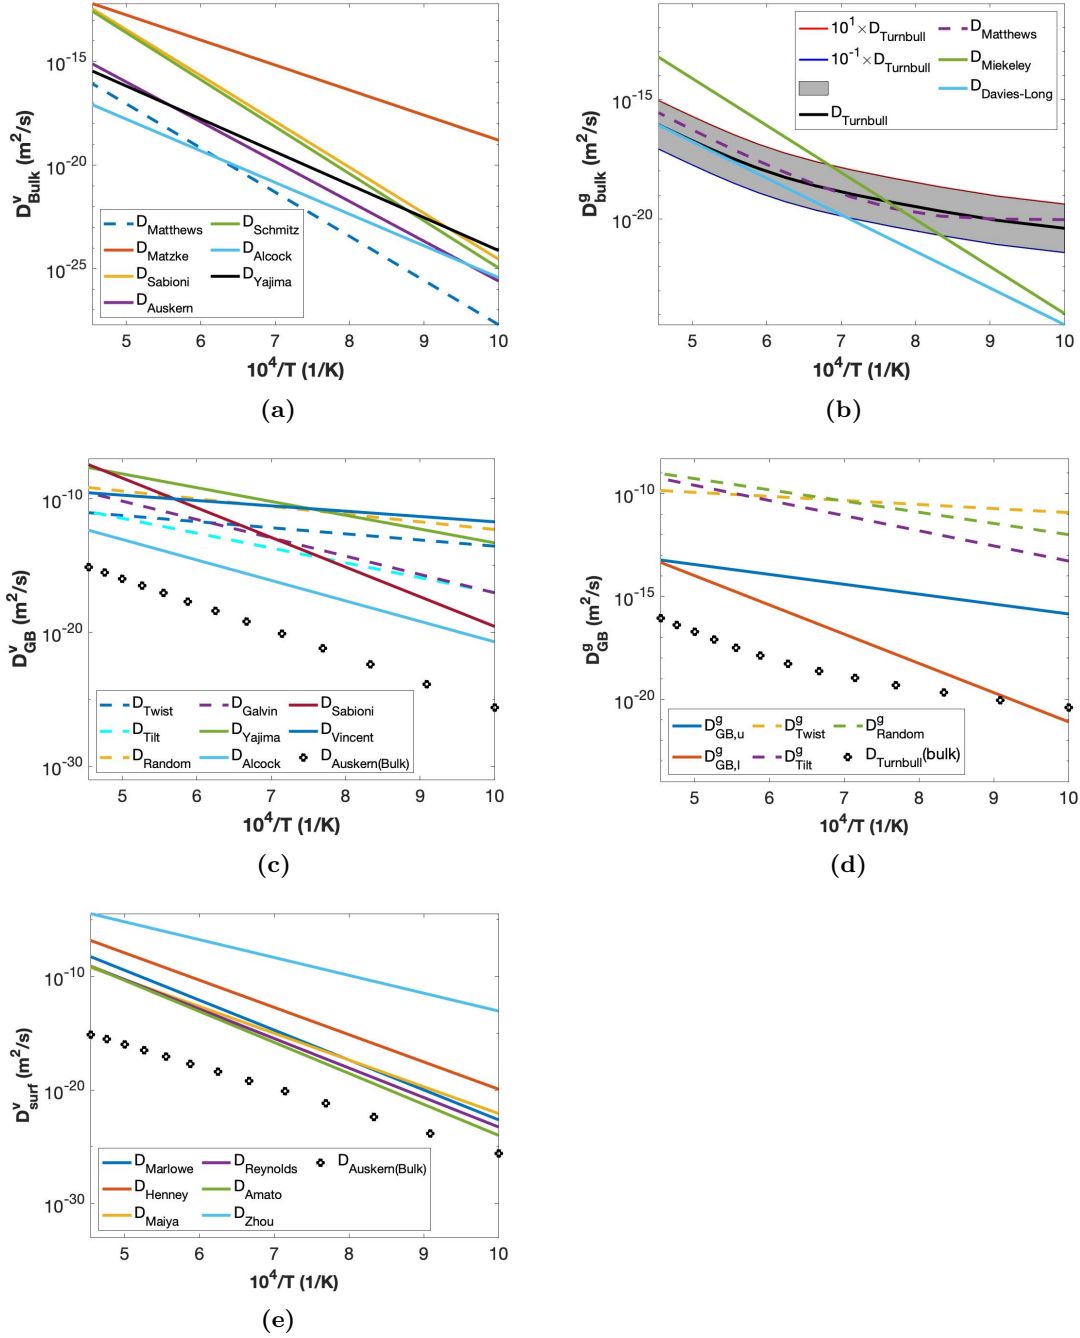 10^-15
10^-20
10^-25
D^v_Bulk (m^2/s)
D_Matthews
D_Matzke
D_Sabioni
D_Auskern
D_Schmitz
D_Alcock
D_Yajima
5 6 7 8 9 10
10^4/T (1/K)
(a)
10^-15
10^-20
D^g_bulk (m^2/s)
10^1×D_Turnbull
10^-1×D_Turnbull
D_Turnbull
D_Matthews
D_Miekeley
D_Davies-Long
5 6 7 8 9 10
10^4/T (1/K)
(b)
10^-10
10^-20
10^-30
D^v_GB (m^2/s)
D_Twist
D_Tilt
D_Random
D_Galvin
D_Yajima
D_Alcock
D_Sabioni
D_Vincent
D_Auskern(Bulk)
5 6 7 8 9 10
10^4/T (1/K)
(c)
10^-10
10^-15
10^-20
D^g_GB (m^2/s)
D^g_GB,u
D^g_GB,l
D^g_Twist
D^g_Tilt
D^g_Random
D_Turnbull(bulk)
5 6 7 8 9 10
10^4/T (1/K)
(d)
10^-10
10^-20
10^-30
D^v_surf (m^2/s)
D_Marlowe
D_Henney
D_Maiya
D_Reynolds
D_Amato
D_Zhou
D_Auskern(Bulk)
5 6 7 8 9 10
10^4/T (1/K)
(e)